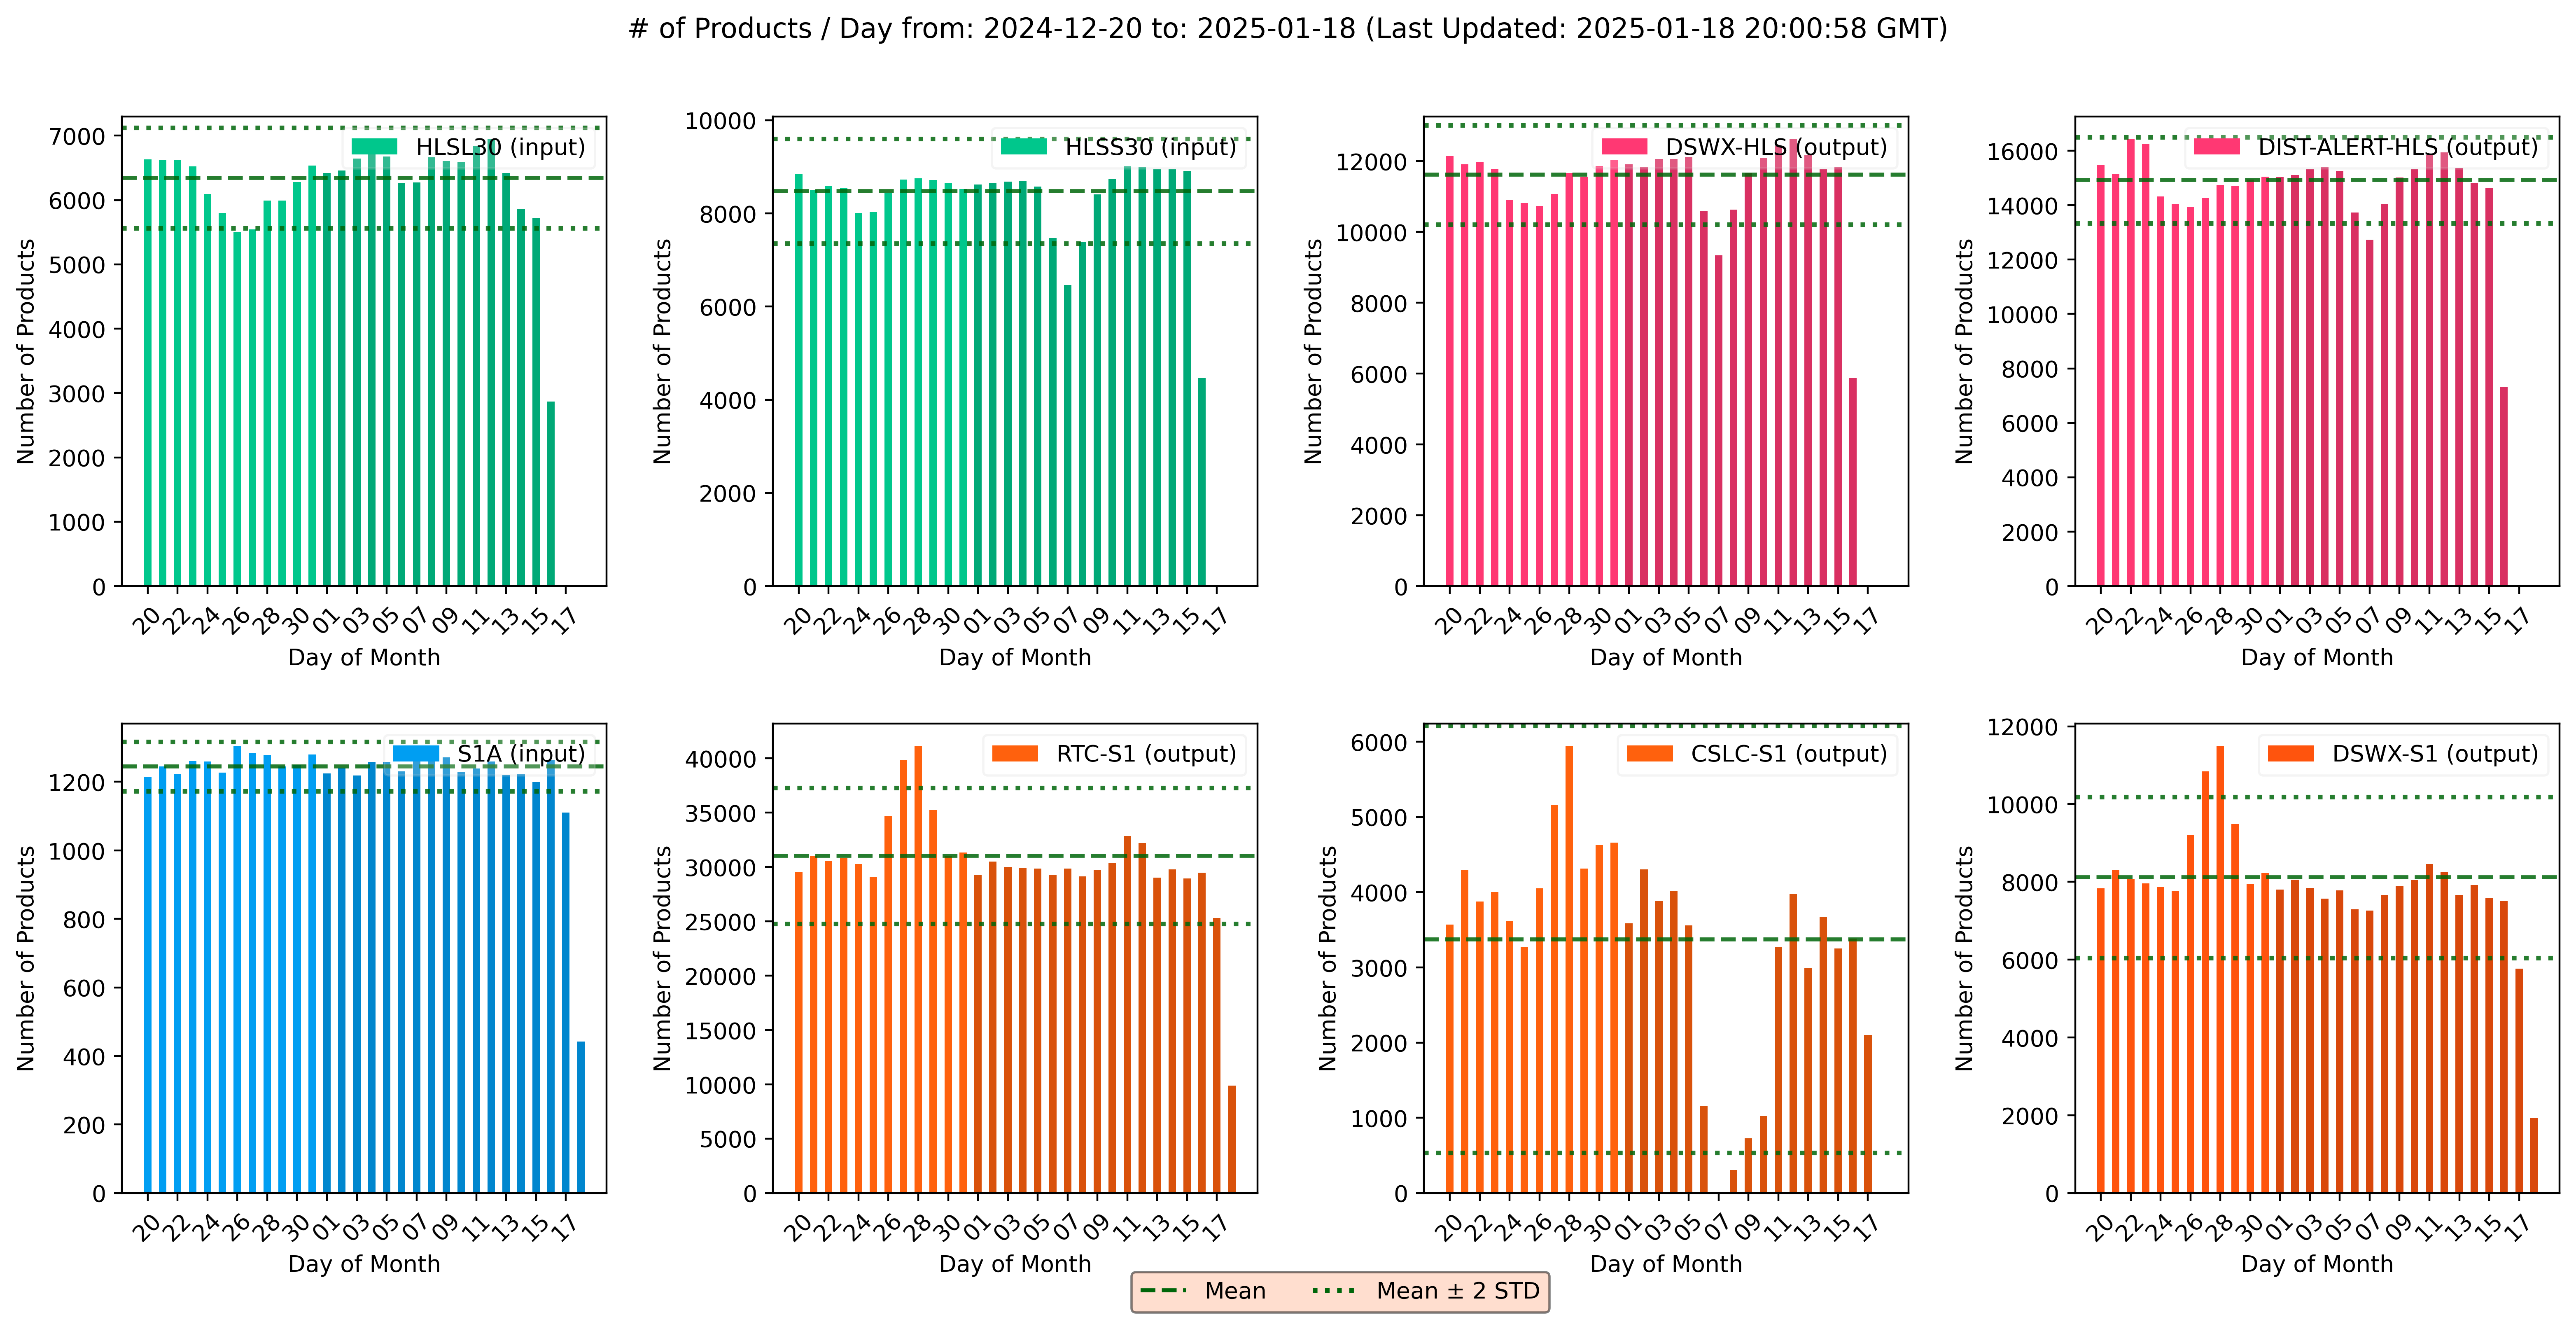 # of Products / Day from: 2024-12-20 to: 2025-01-18 (Last Updated: 2025-01-18 20:00:58 GMT)
HLSL30 (input)
Number of Products
7000
6000
5000
4000
3000
2000
1000
0
20 22 24 26 28 30 01 03 05 07 09 11 13 15 17
Day of Month
HLSS30 (input)
Number of Products
10000
8000
6000
4000
2000
0
20 22 24 26 28 30 01 03 05 07 09 11 13 15 17
Day of Month
DSWX-HLS (output)
Number of Products
12000
10000
8000
6000
4000
2000
0
20 22 24 26 28 30 01 03 05 07 09 11 13 15 17
Day of Month
DIST-ALERT-HLS (output)
Number of Products
16000
14000
12000
10000
8000
6000
4000
2000
0
20 22 24 26 28 30 01 03 05 07 09 11 13 15 17
Day of Month
S1A (input)
Number of Products
1200
1000
800
600
400
200
0
20 22 24 26 28 30 01 03 05 07 09 11 13 15 17
Day of Month
RTC-S1 (output)
Number of Products
40000
35000
30000
25000
20000
15000
10000
5000
0
20 22 24 26 28 30 01 03 05 07 09 11 13 15 17
Day of Month
CSLC-S1 (output)
Number of Products
6000
5000
4000
3000
2000
1000
0
20 22 24 26 28 30 01 03 05 07 09 11 13 15 17
Day of Month
DSWX-S1 (output)
Number of Products
12000
10000
8000
6000
4000
2000
0
20 22 24 26 28 30 01 03 05 07 09 11 13 15 17
Day of Month
Mean
Mean ± 2 STD